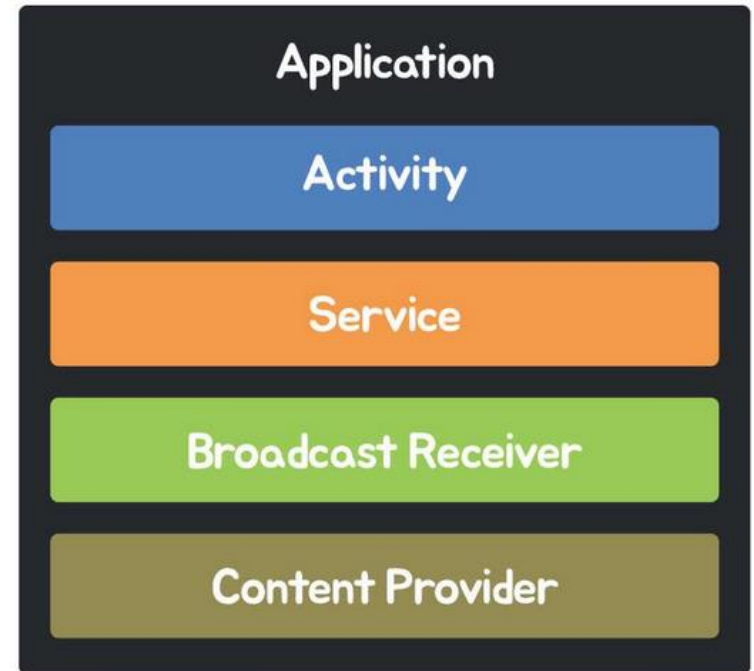 Application
Activity
Service
Broadcast Receiver
Content Provider